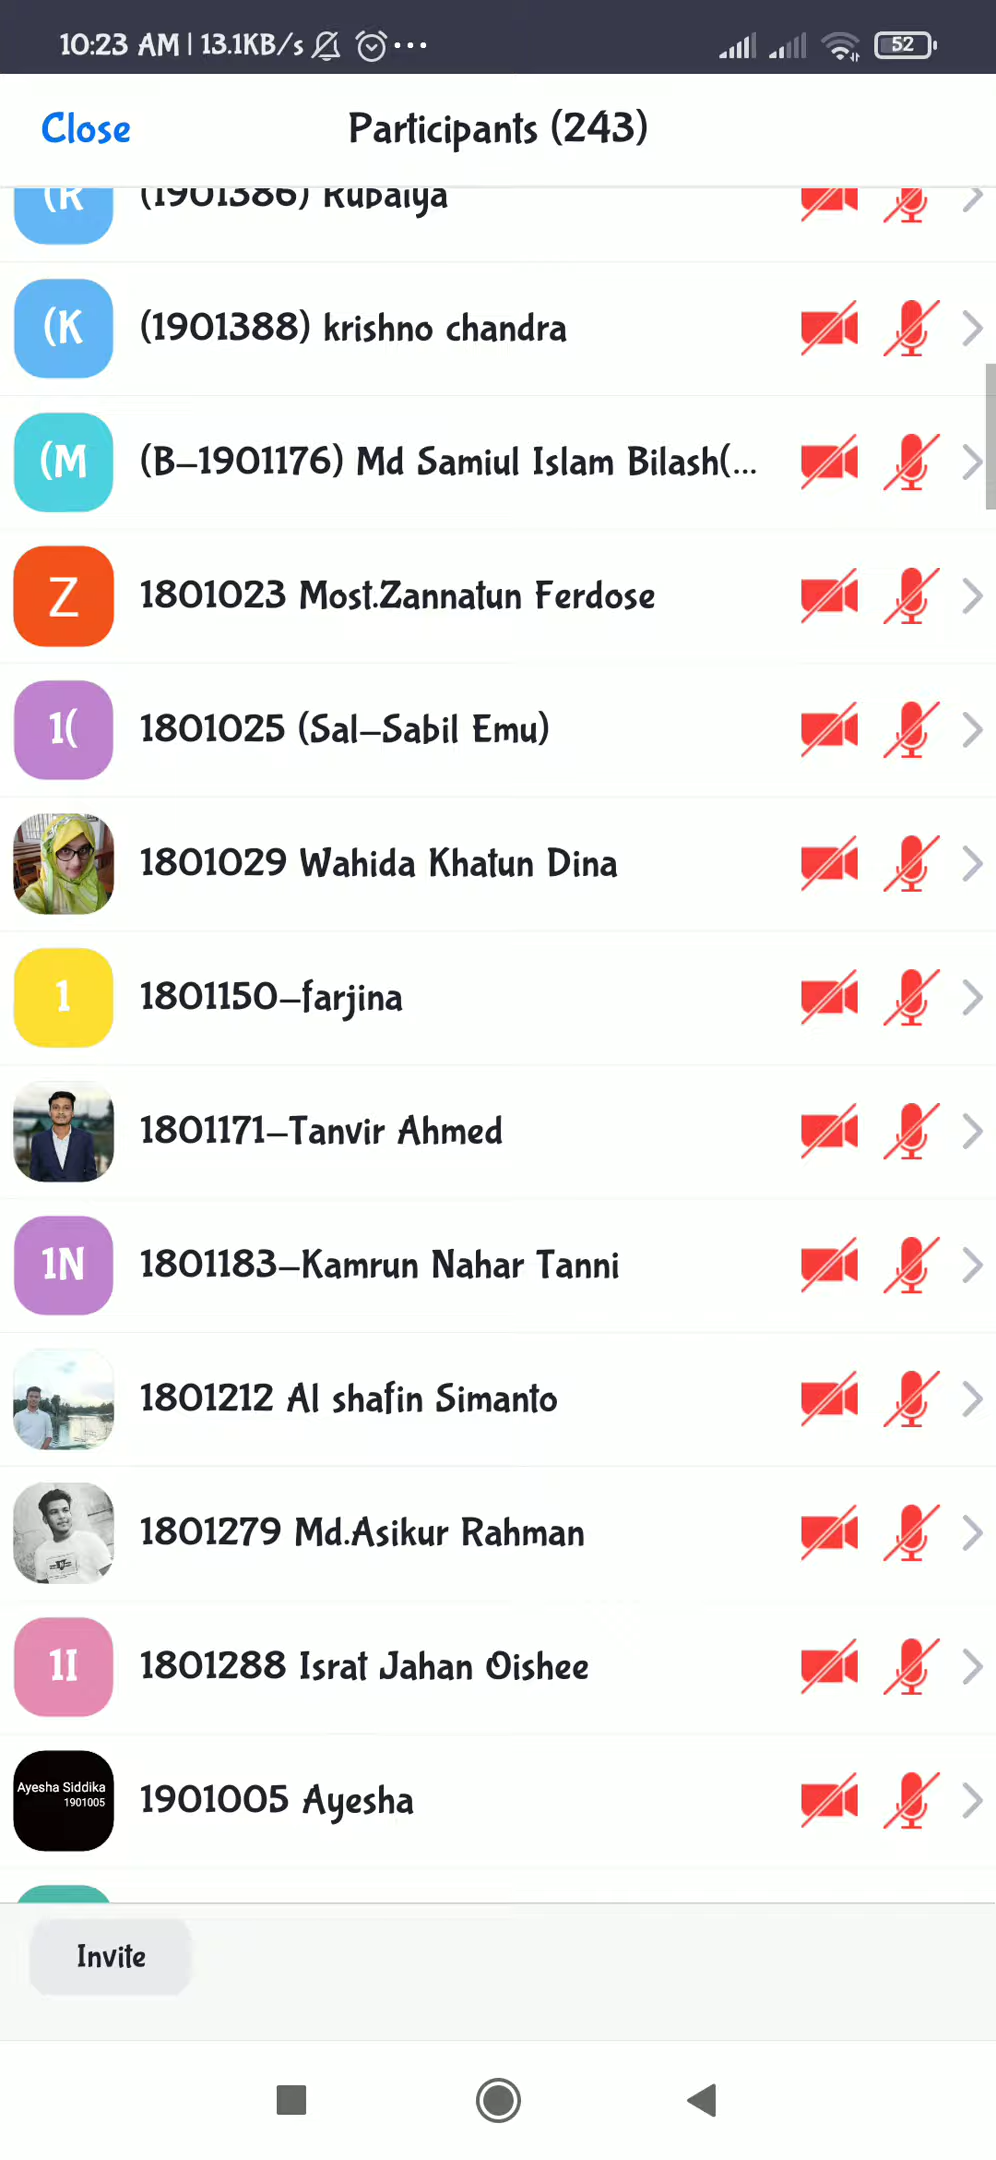 10:23 AM | 13.1KB/s ... 52
Close Participants (243)
(R (1901386) Rubaiya
(K (1901388) krishno chandra
(M (B-1901176) Md Samiul Islam Bilash(...
Z 1801023 Most.Zannatun Ferdose
1( 1801025 (Sal-Sabil Emu)
1801029 Wahida Khatun Dina
1 1801150-farjina
1801171-Tanvir Ahmed
1N 1801183-Kamrun Nahar Tanni
1801212 Al shafin Simanto
1801279 Md.Asikur Rahman
1I 1801288 Israt Jahan Oishee
Ayesha Siddika
1901005
1901005 Ayesha
Invite